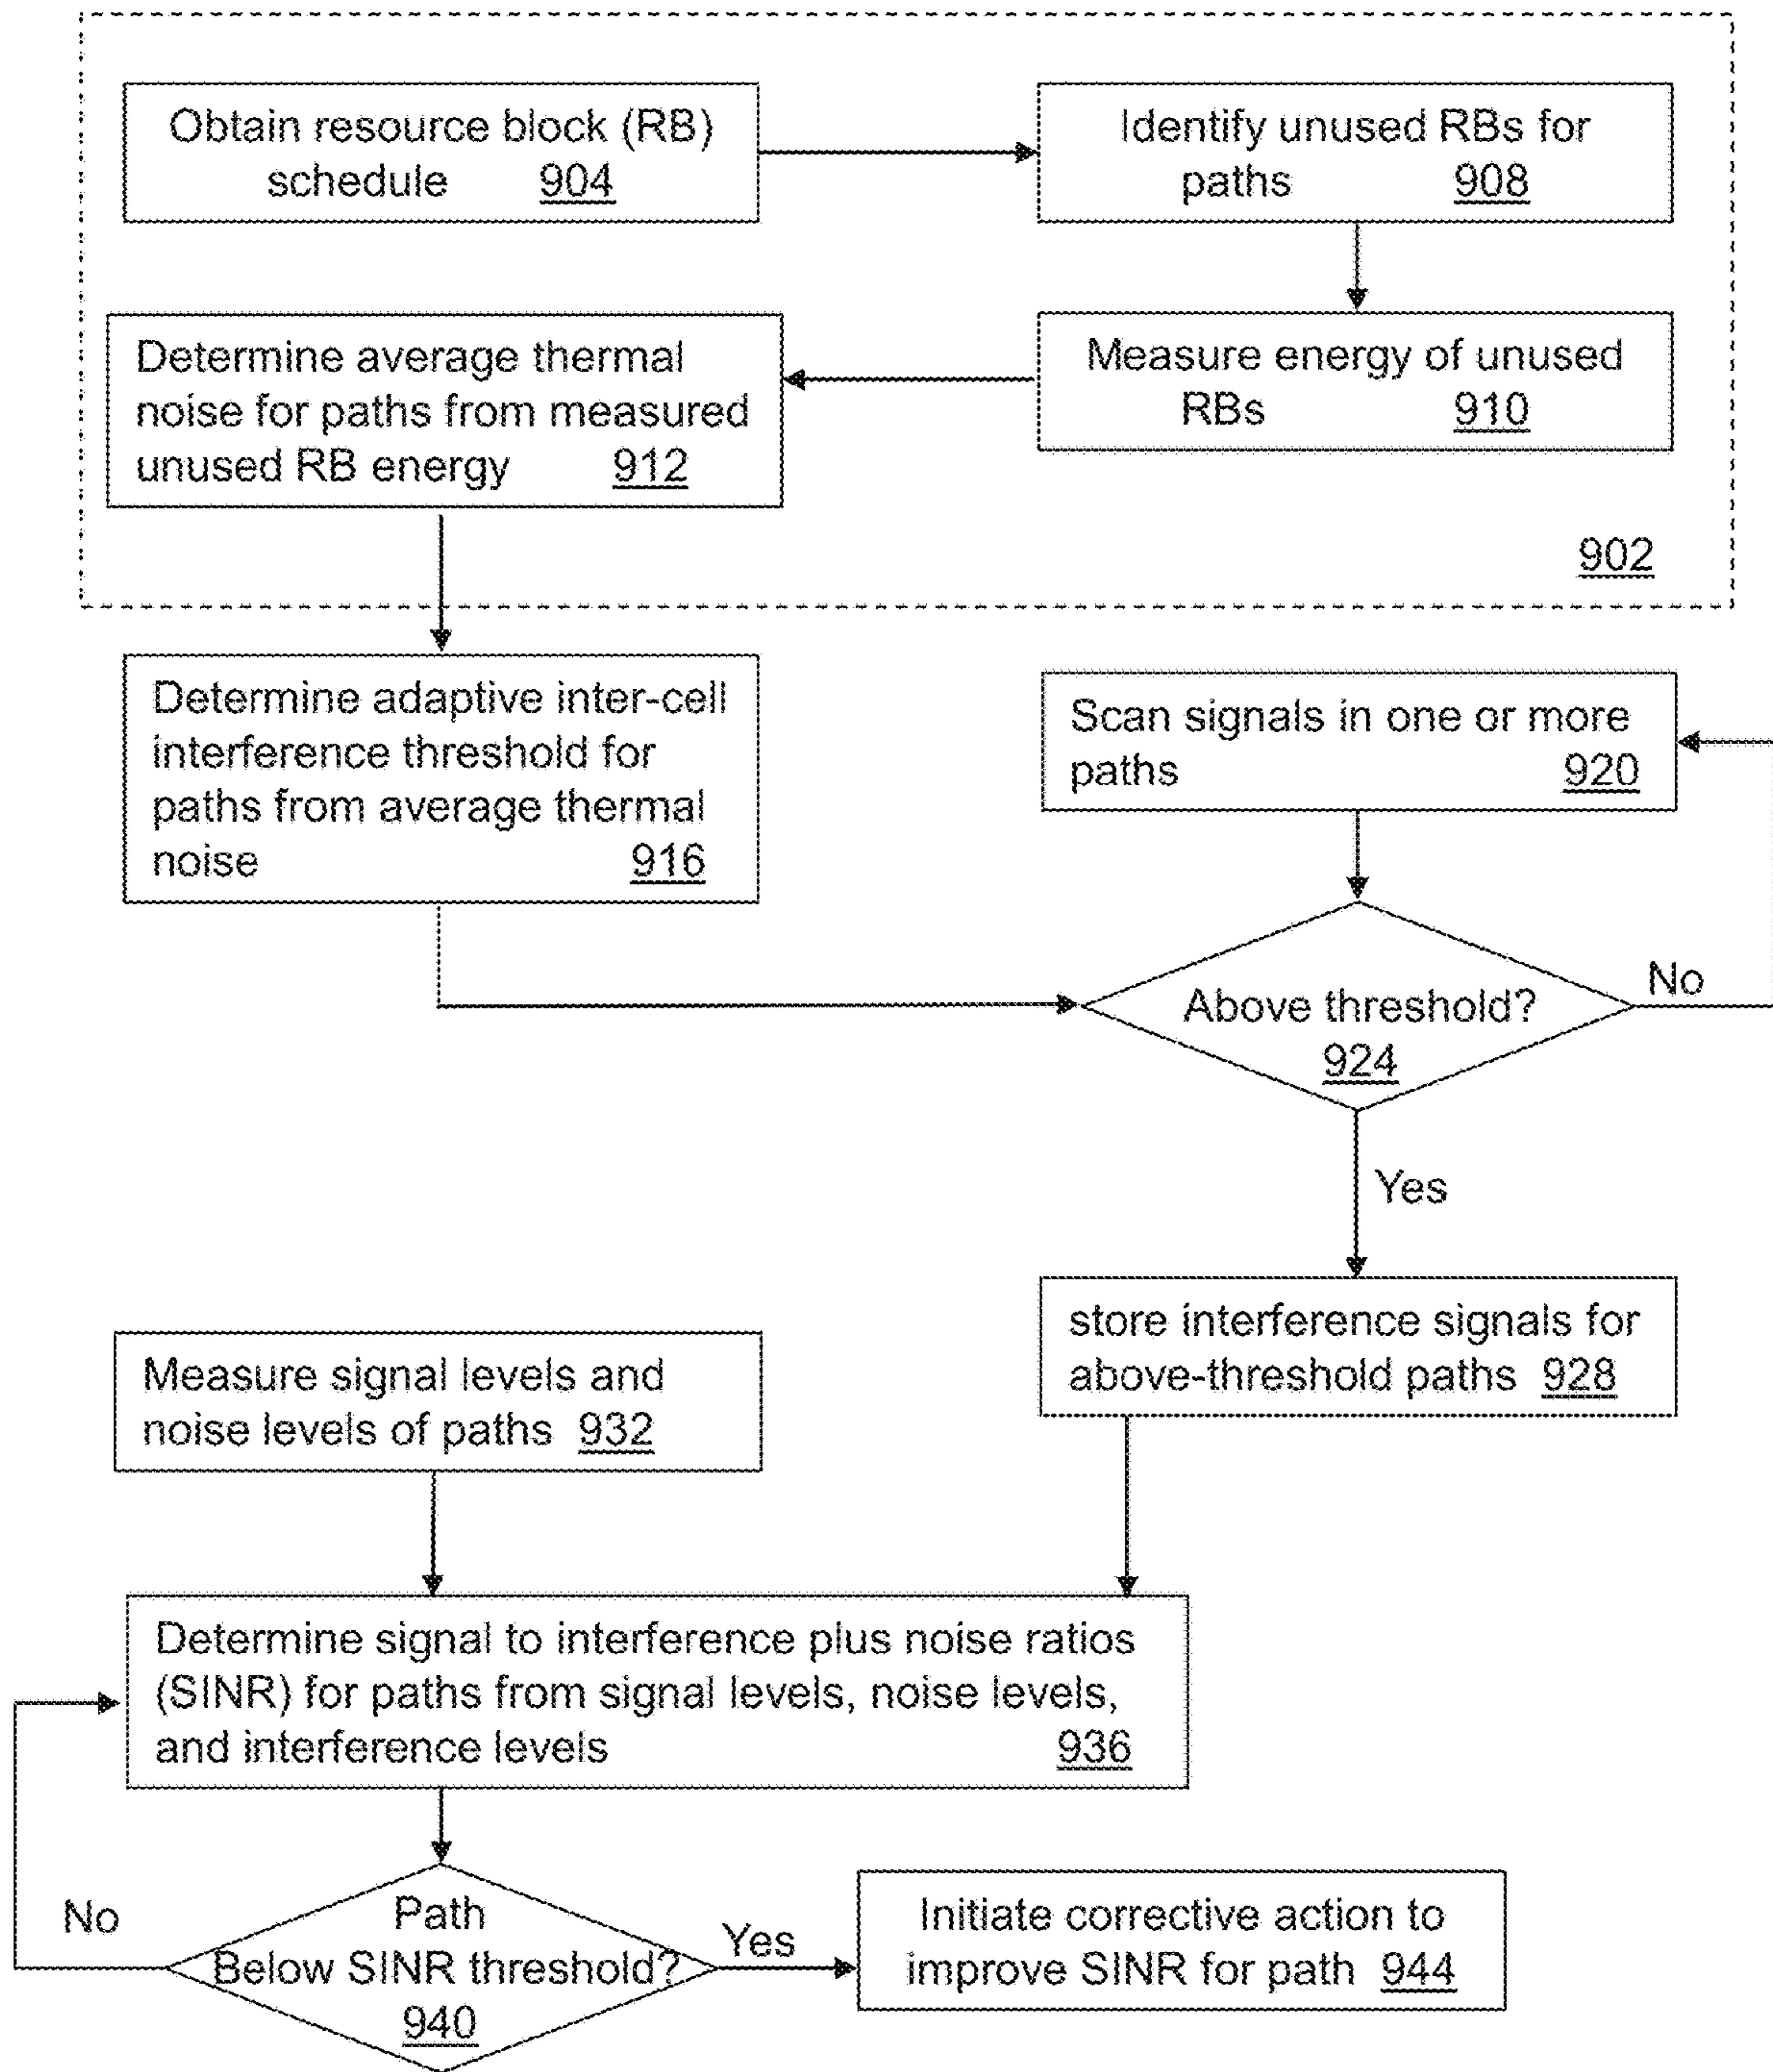 Obtain resource block (RB)
schedule 904
Identify unused RBs for
paths 908
Determine average thermal
noise for paths from measured
unused RB energy 912
Measure energy of unused
RBs 910
902
Determine adaptive inter-cell
interference threshold for
paths from average thermal
noise 916
Scan signals in one or more
paths 920
Above threshold?
924
No
Yes
store interference signals for
above-threshold paths 928
Measure signal levels and
noise levels of paths 932
Determine signal to interference plus noise ratios
(SINR) for paths from signal levels, noise levels,
and interference levels 936
No
Path
Below SINR threshold?
940
Yes
Initiate corrective action to
improve SINR for path 944